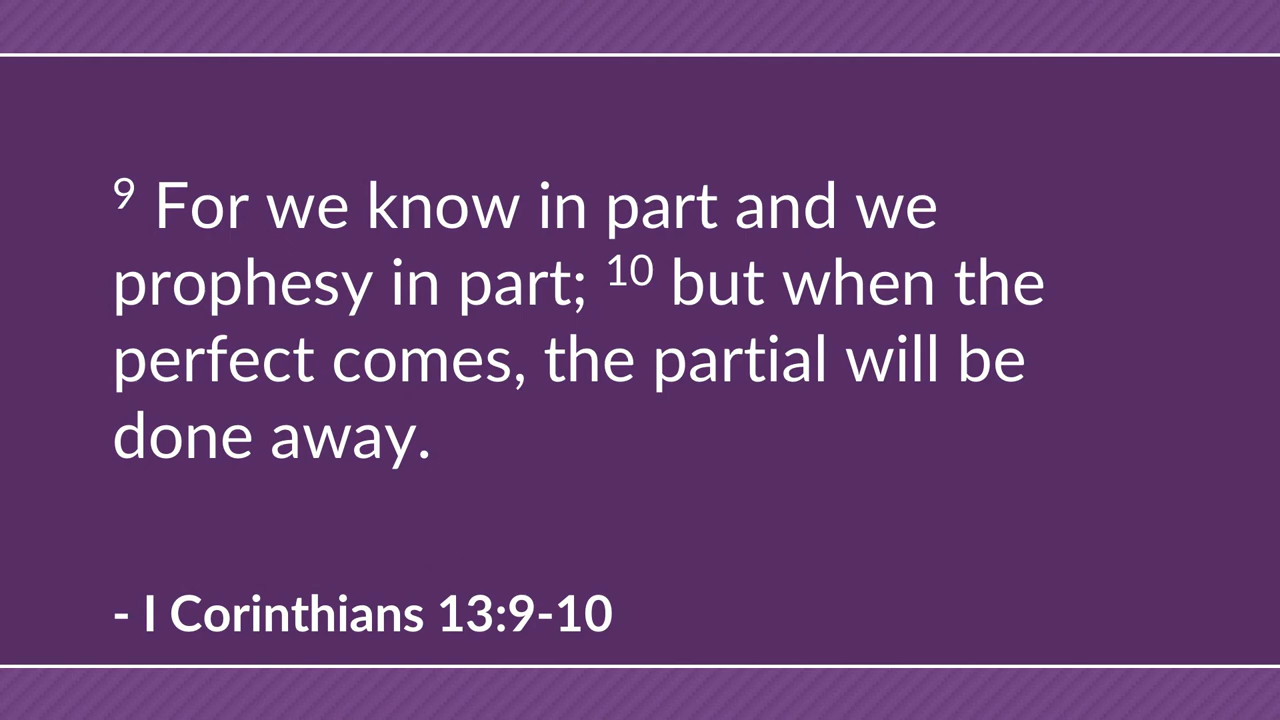 9 For we know in part and we
prophesy in part; 10 but when the
perfect comes, the partial will be
done away.
- I Corinthians 13:9-10